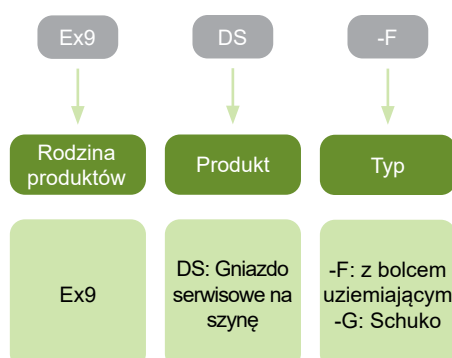 Ex9 DS -F
Rodzina
produktów
Produkt
Typ
Ex9
DS: Gniazdo
serwisowe na
szynę
-F: z bolcem
uziemiającym
-G: Schuko